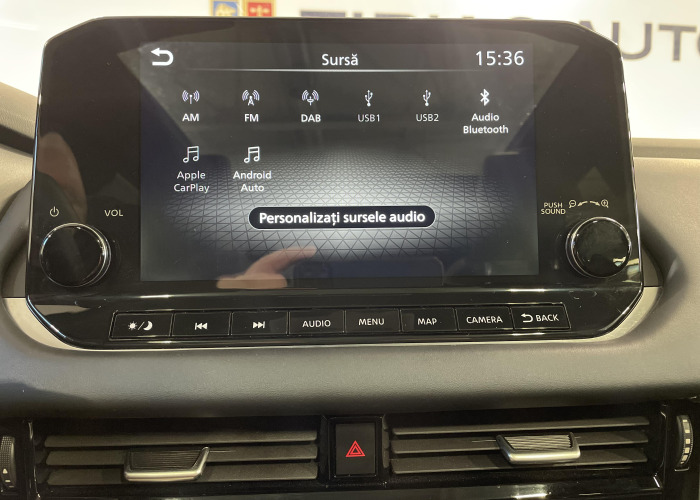 AUTO
Sursă
15:36
AM
FM
DAB
USB1
USB2
Audio
Bluetooth
Apple
CarPlay
Android
Auto
Personalizați sursele audio
VOL
PUSH
SOUND
AUDIO
MENU
MAP
CAMERA
BACK